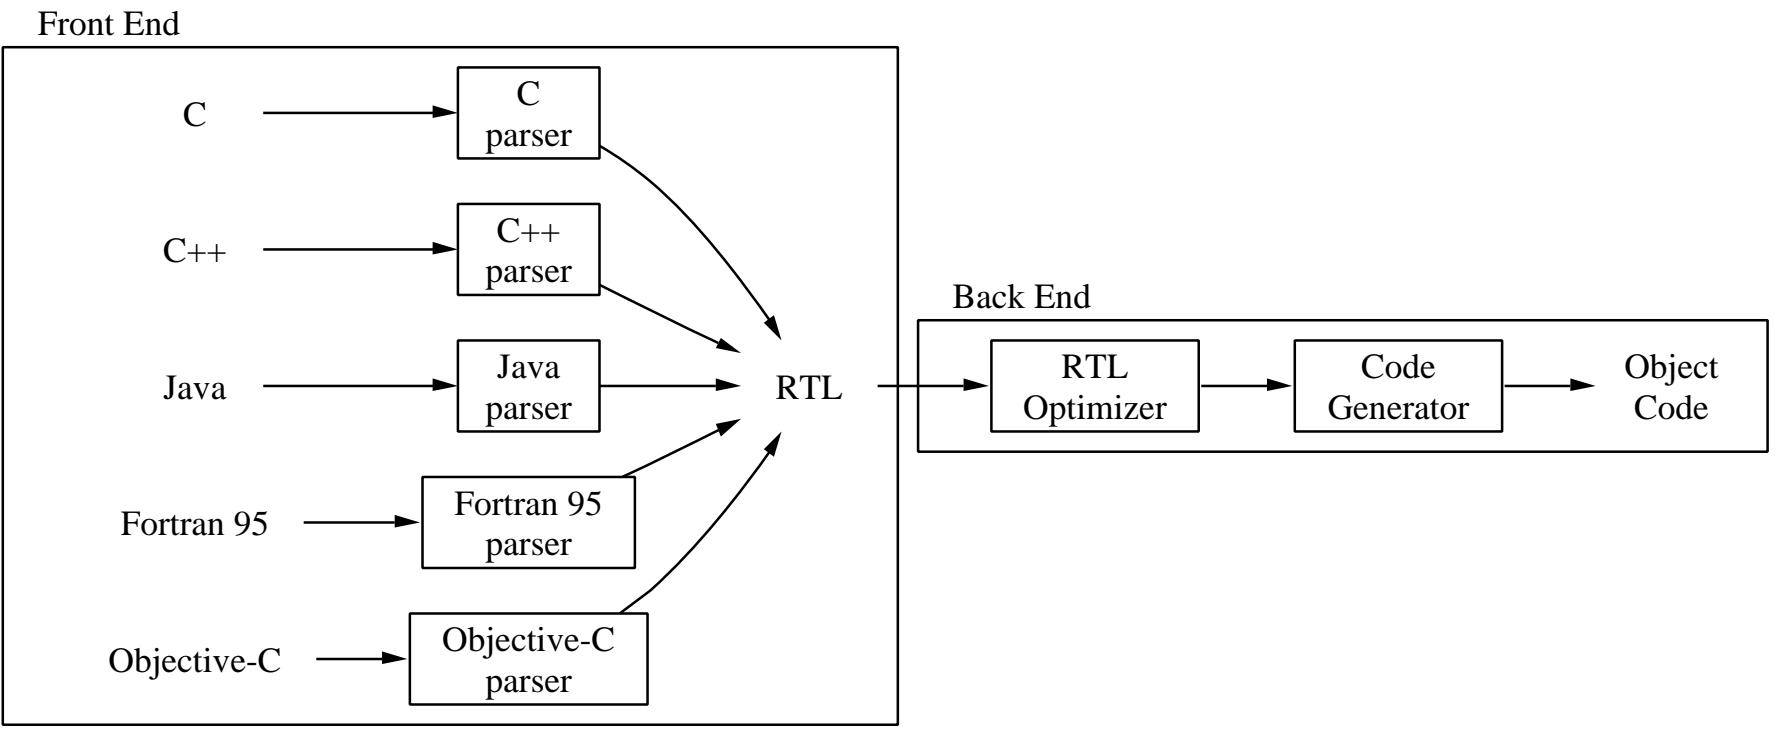 Front End
C
C
parser
C++
C++
parser
Java
Java
parser
Fortran 95
Fortran 95
parser
Objective-C
Objective-C
parser
RTL
Back End
RTL
Optimizer
Code
Generator
Object
Code